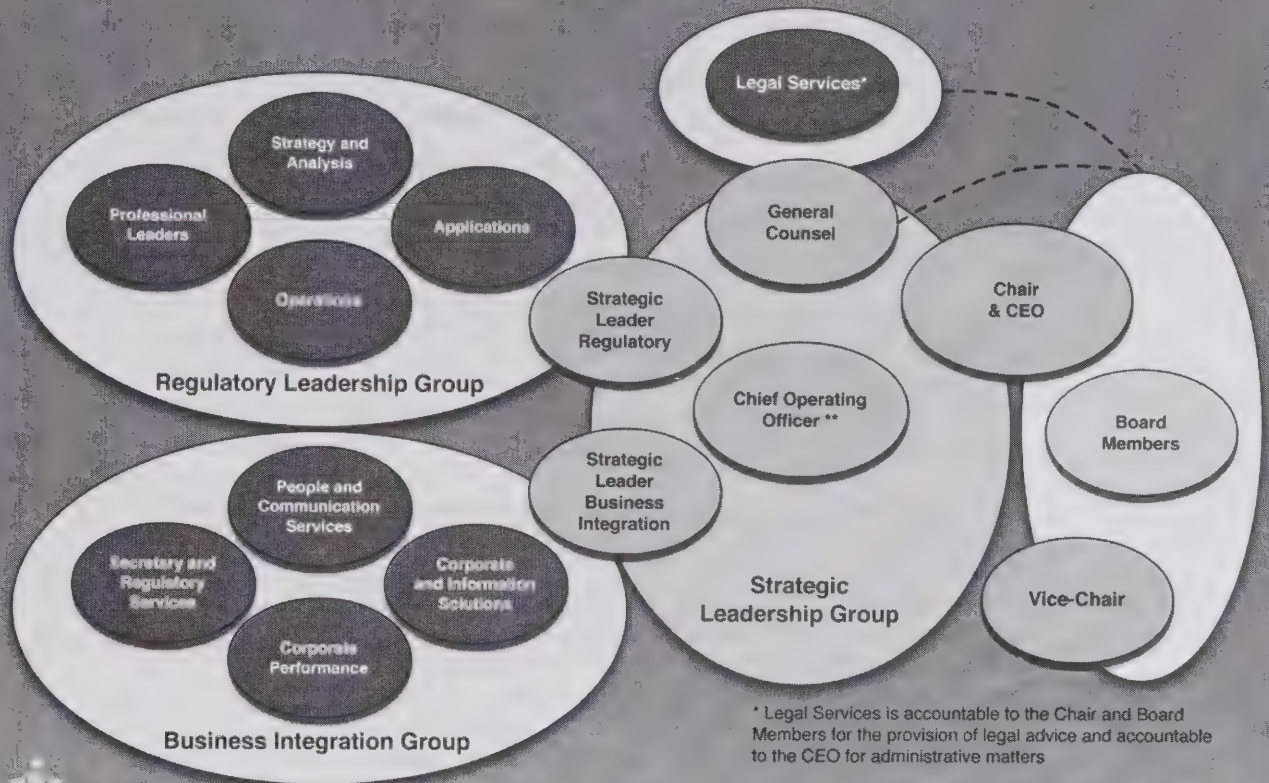 Legal Services*
Strategy and
Analysis
Professional
Leaders
Applications
Operations
Regulatory Leadership Group
General
Counsel
Strategic
Leader
Regulatory
Chair
& CEO
Chief Operating
Officer **
Board
Members
Strategic
Leader
Business
Integration
People and
Communication
Services
Secretary and
Regulatory
Services
Corporate
and Information
Solutions
Corporate
Performance
Business Integration Group
Strategic
Leadership Group
Vice-Chair
* Legal Services is accountable to the Chair and Board
Members for the provision of legal advice and accountable
to the CEO for administrative matters